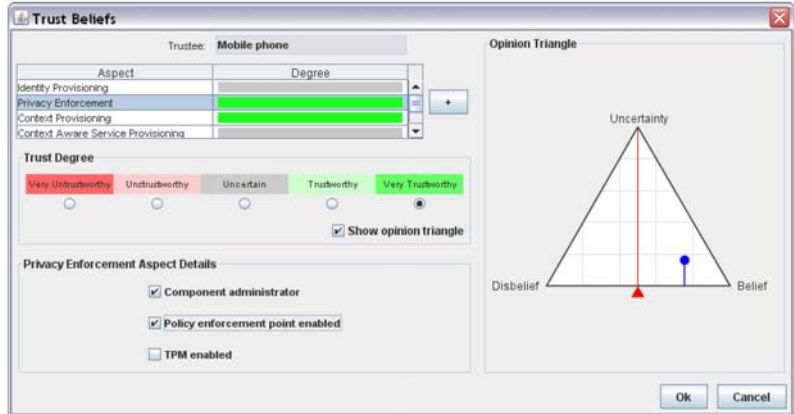 Trust Beliefs
Trustee: Mobile phone
Aspect Degree
Identity Provisioning
Privacy Enforcement
Context Provisioning
Context Aware Service Provisioning
+
Trust Degree
Very Untrustworthy Unstrustworthy Uncertain Trustworthy Very Trustworthy
Show opinion triangle
Privacy Enforcement Aspect Details
Component administrator
Policy enforcement point enabled
TPM enabled
Opinion Triangle
Uncertainty
Disbelief Belief
Ok Cancel